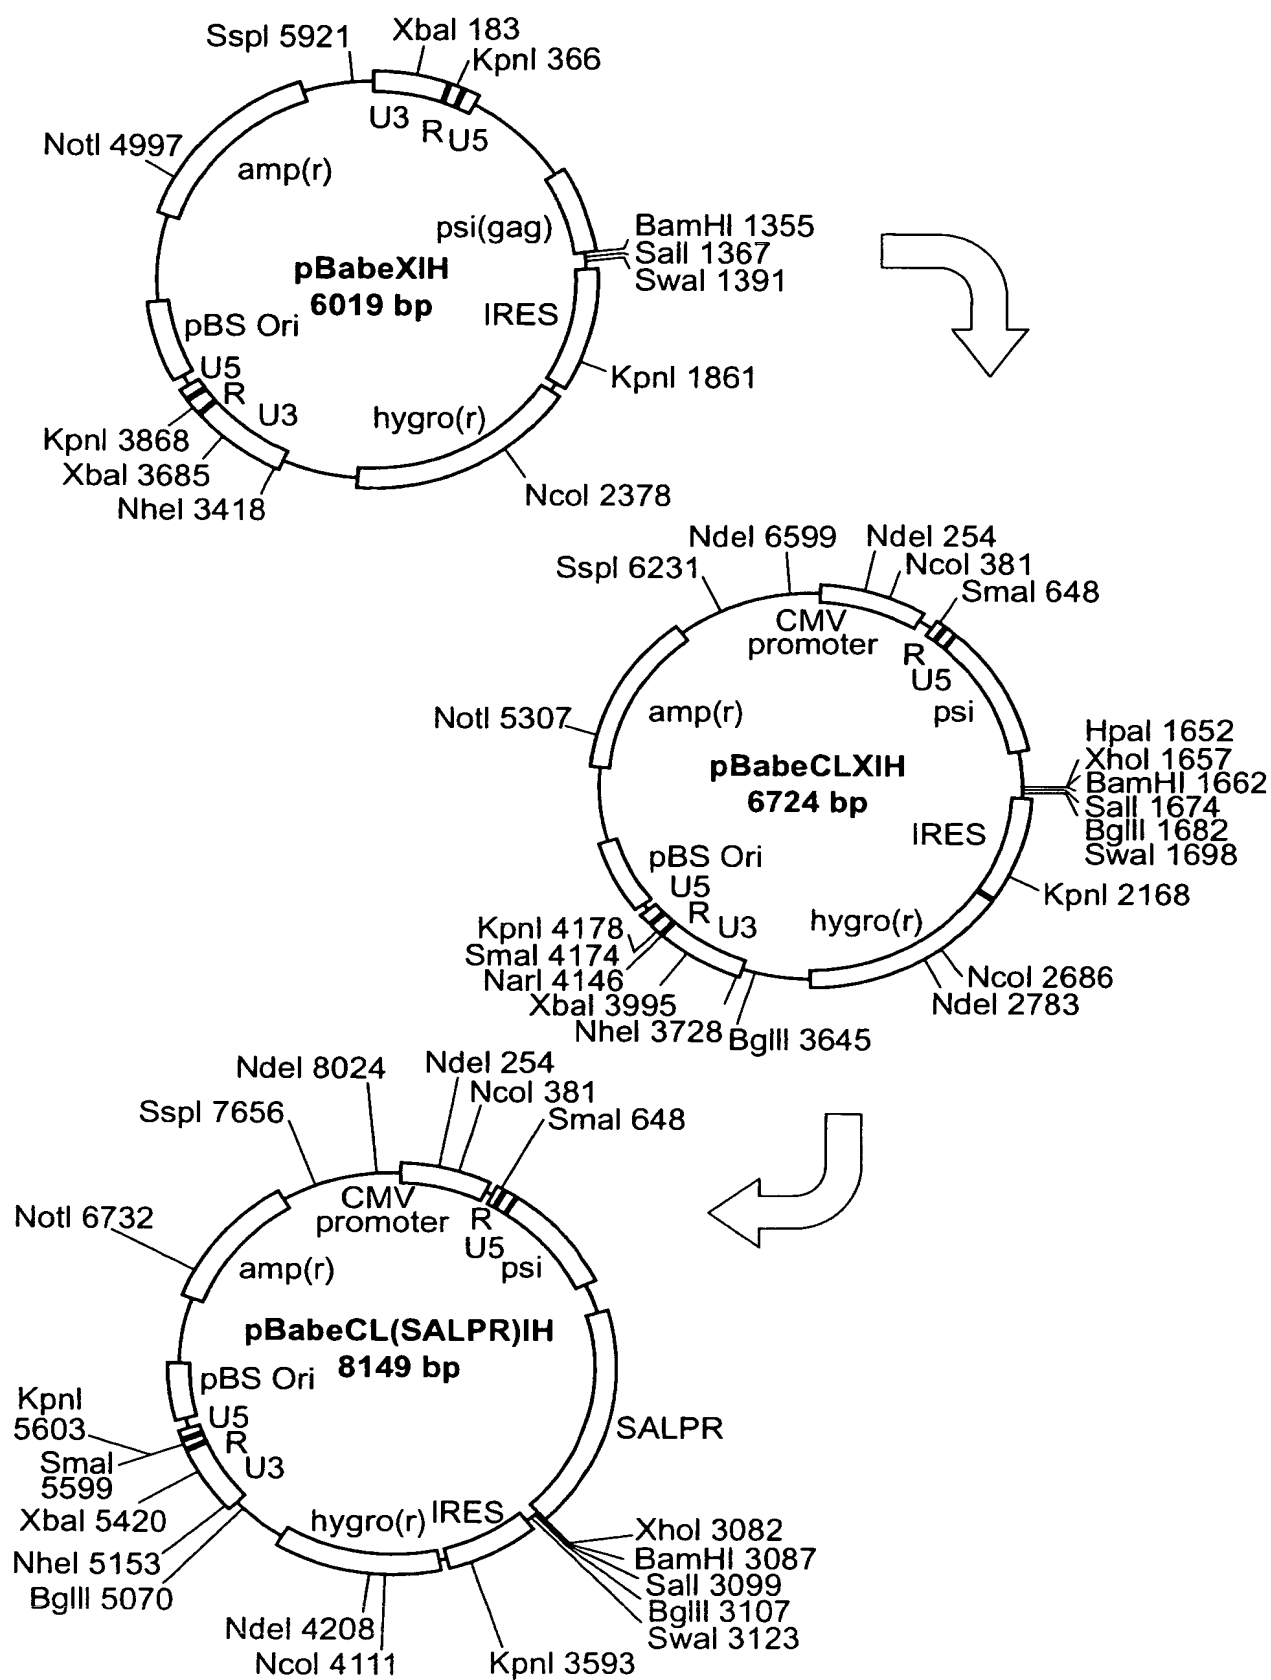 SspI 5921
XbaI 183
KpnI 366
U3
R
U5
NotI 4997
amp(r)
psi(gag)
BamHI 1355
SalI 1367
SwaI 1391
pBabeXIH
6019 bp
IRES
pBS Ori
U5
R
U3
KpnI 1861
hygro(r)
KpnI 3868
XbaI 3685
NheI 3418
NcoI 2378
NdeI 6599
NdeI 254
SspI 6231
NcoI 381
SmaI 648
CMV
promoter
R
U5
psi
NotI 5307
amp(r)
HpaI 1652
XhoI 1657
BamHI 1662
SalI 1674
BglII 1682
SwaI 1698
pBabeCLXIH
6724 bp
IRES
pBS Ori
U5
R
U3
KpnI 2168
hygro(r)
KpnI 4178
SmaI 4174
NarI 4146
XbaI 3995
NheI 3728
BglII 3645
NcoI 2686
NdeI 2783
NdeI 8024
NdeI 254
NcoI 381
SspI 7656
SmaI 648
CMV
promoter
R
U5
psi
NotI 6732
amp(r)
pBabeCL(SALPR)IH
8149 bp
pBS Ori
KpnI
5603
U5
R
U3
SALPR
SmaI
5599
XbaI 5420
NheI 5153
BglII 5070
hygro(r)
IRES
XhoI 3082
BamHI 3087
SalI 3099
BglII 3107
SwaI 3123
NdeI 4208
NcoI 4111
KpnI 3593